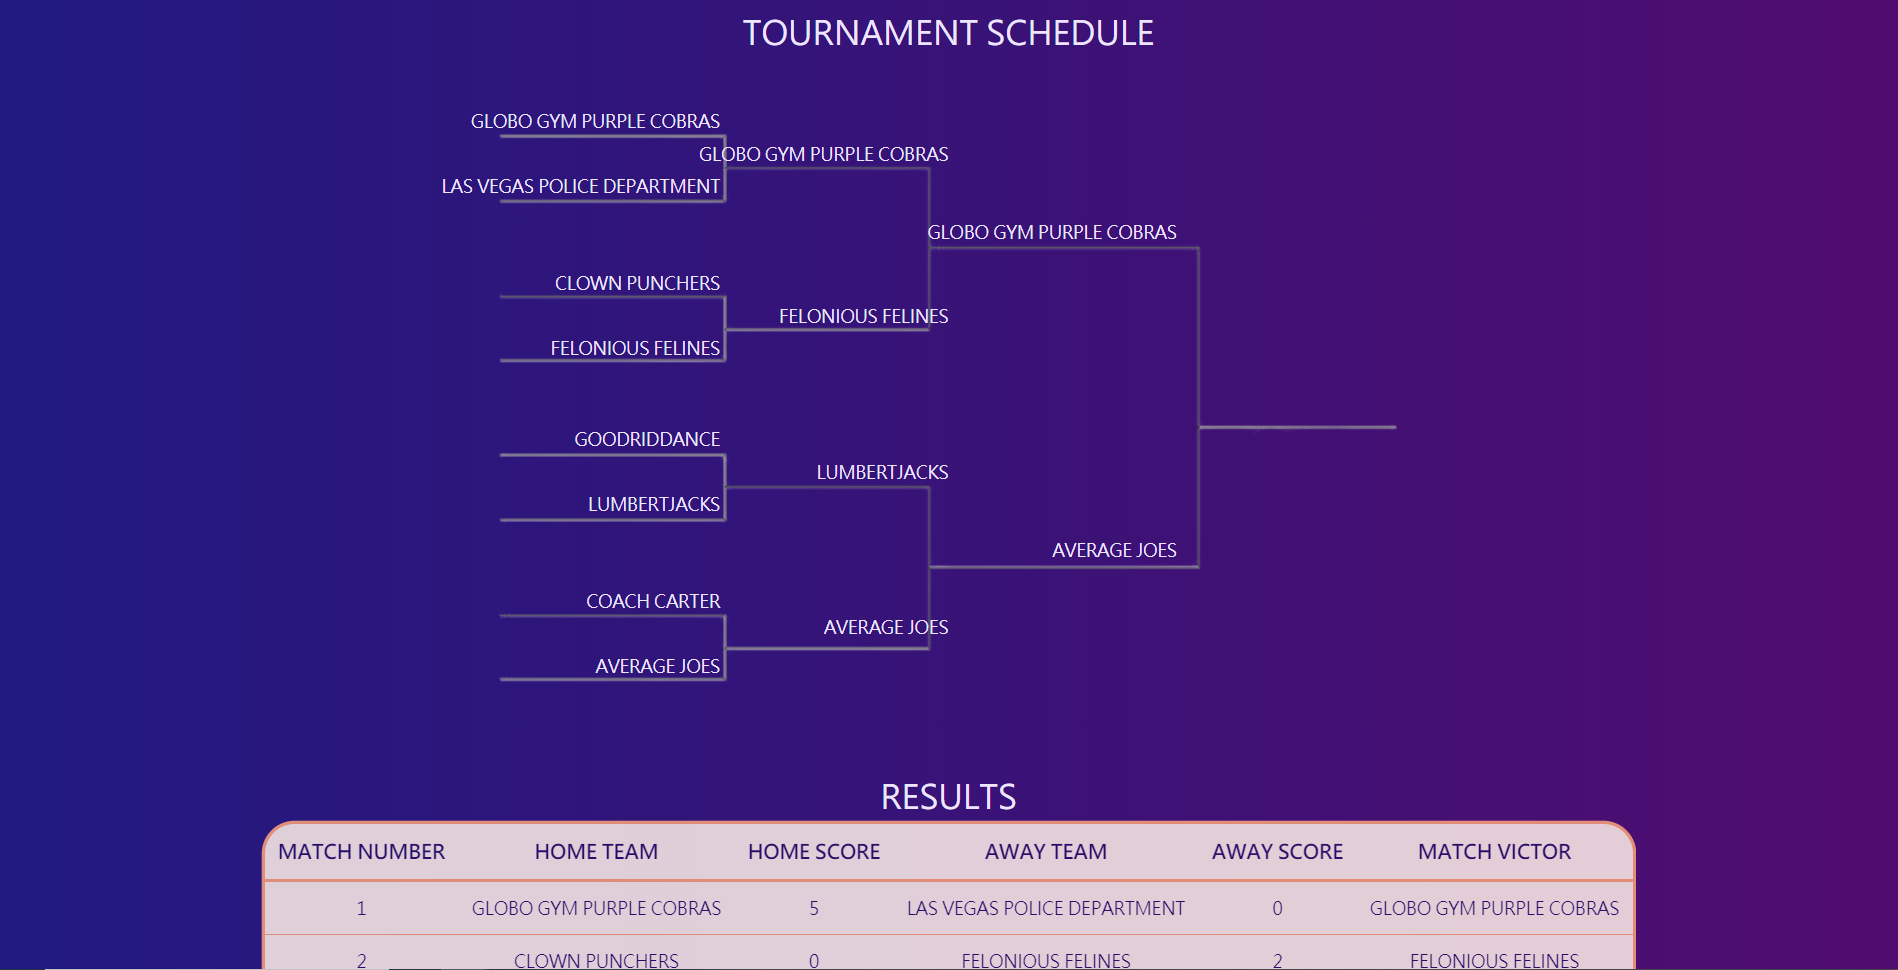 TOURNAMENT SCHEDULE
GLOBO GYM PURPLE COBRAS
GLOBO GYM PURPLE COBRAS
LAS VEGAS POLICE DEPARTMENT
GLOBO GYM PURPLE COBRAS
CLOWN PUNCHERS
FELONIOUS FELINES
FELONIOUS FELINES
GOODRIDDANCE
LUMBERTJACKS
LUMBERTJACKS
AVERAGE JOES
COACH CARTER
AVERAGE JOES
AVERAGE JOES
RESULTS
MATCH NUMBER HOME TEAM HOME SCORE AWAY TEAM AWAY SCORE MATCH VICTOR
1 GLOBO GYM PURPLE COBRAS 5 LAS VEGAS POLICE DEPARTMENT 0 GLOBO GYM PURPLE COBRAS
2 CLOWN PUNCHERS 0 FELONIOUS FELINES 2 FELONIOUS FELINES